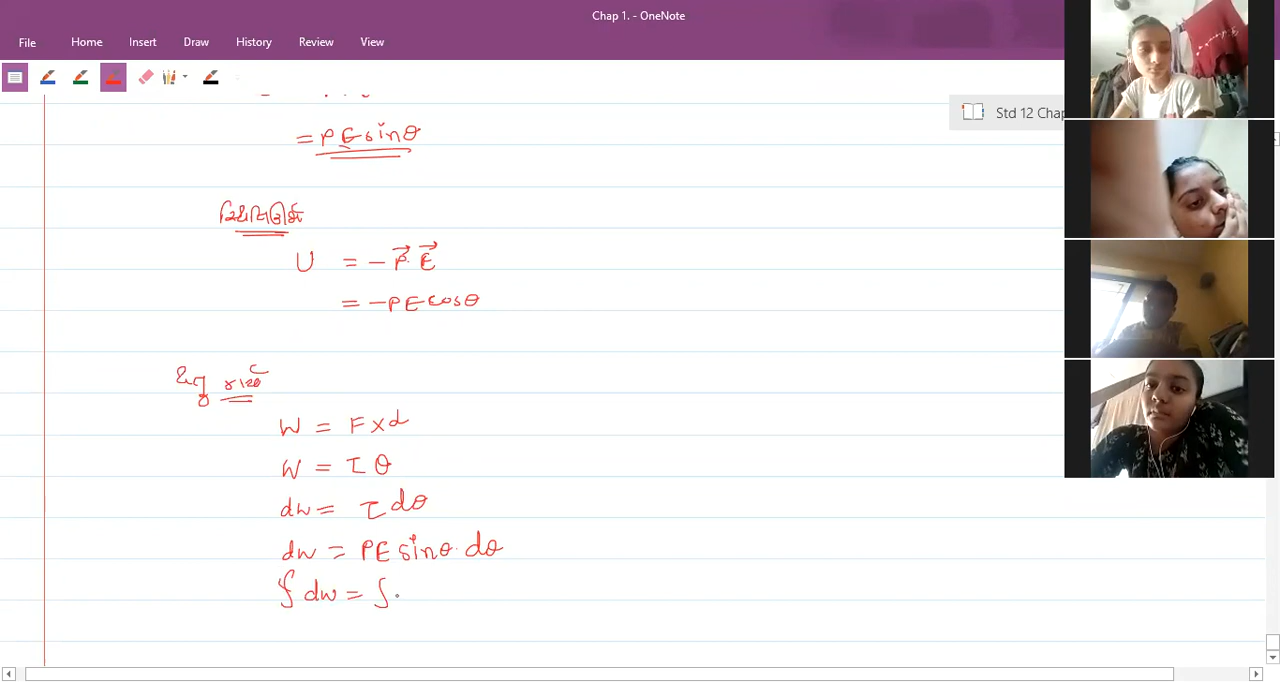 Chap 1. - OneNote
File Home Insert Draw History Review View
Std 12 Chap
= PE sinθ
સ્થિતિઊર્જા
U = - P⃗. E⃗
= - PE cosθ
W = F x d
W = τ θ
dw = τ dθ
dw = PE sinθ. dθ
∫ dw = ∫